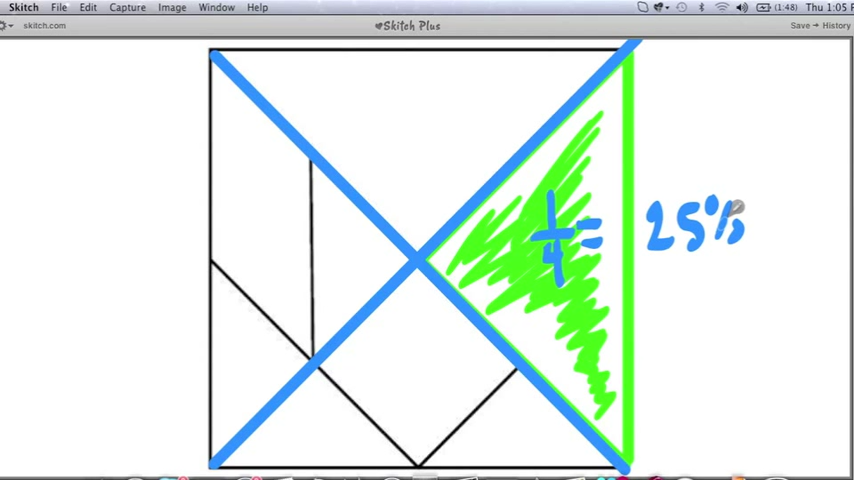 Skitch File Edit Capture Image Window Help (1:48) Thu 1:05 P
skitch.com Skitch Plus Save → History
1/4 = 25%